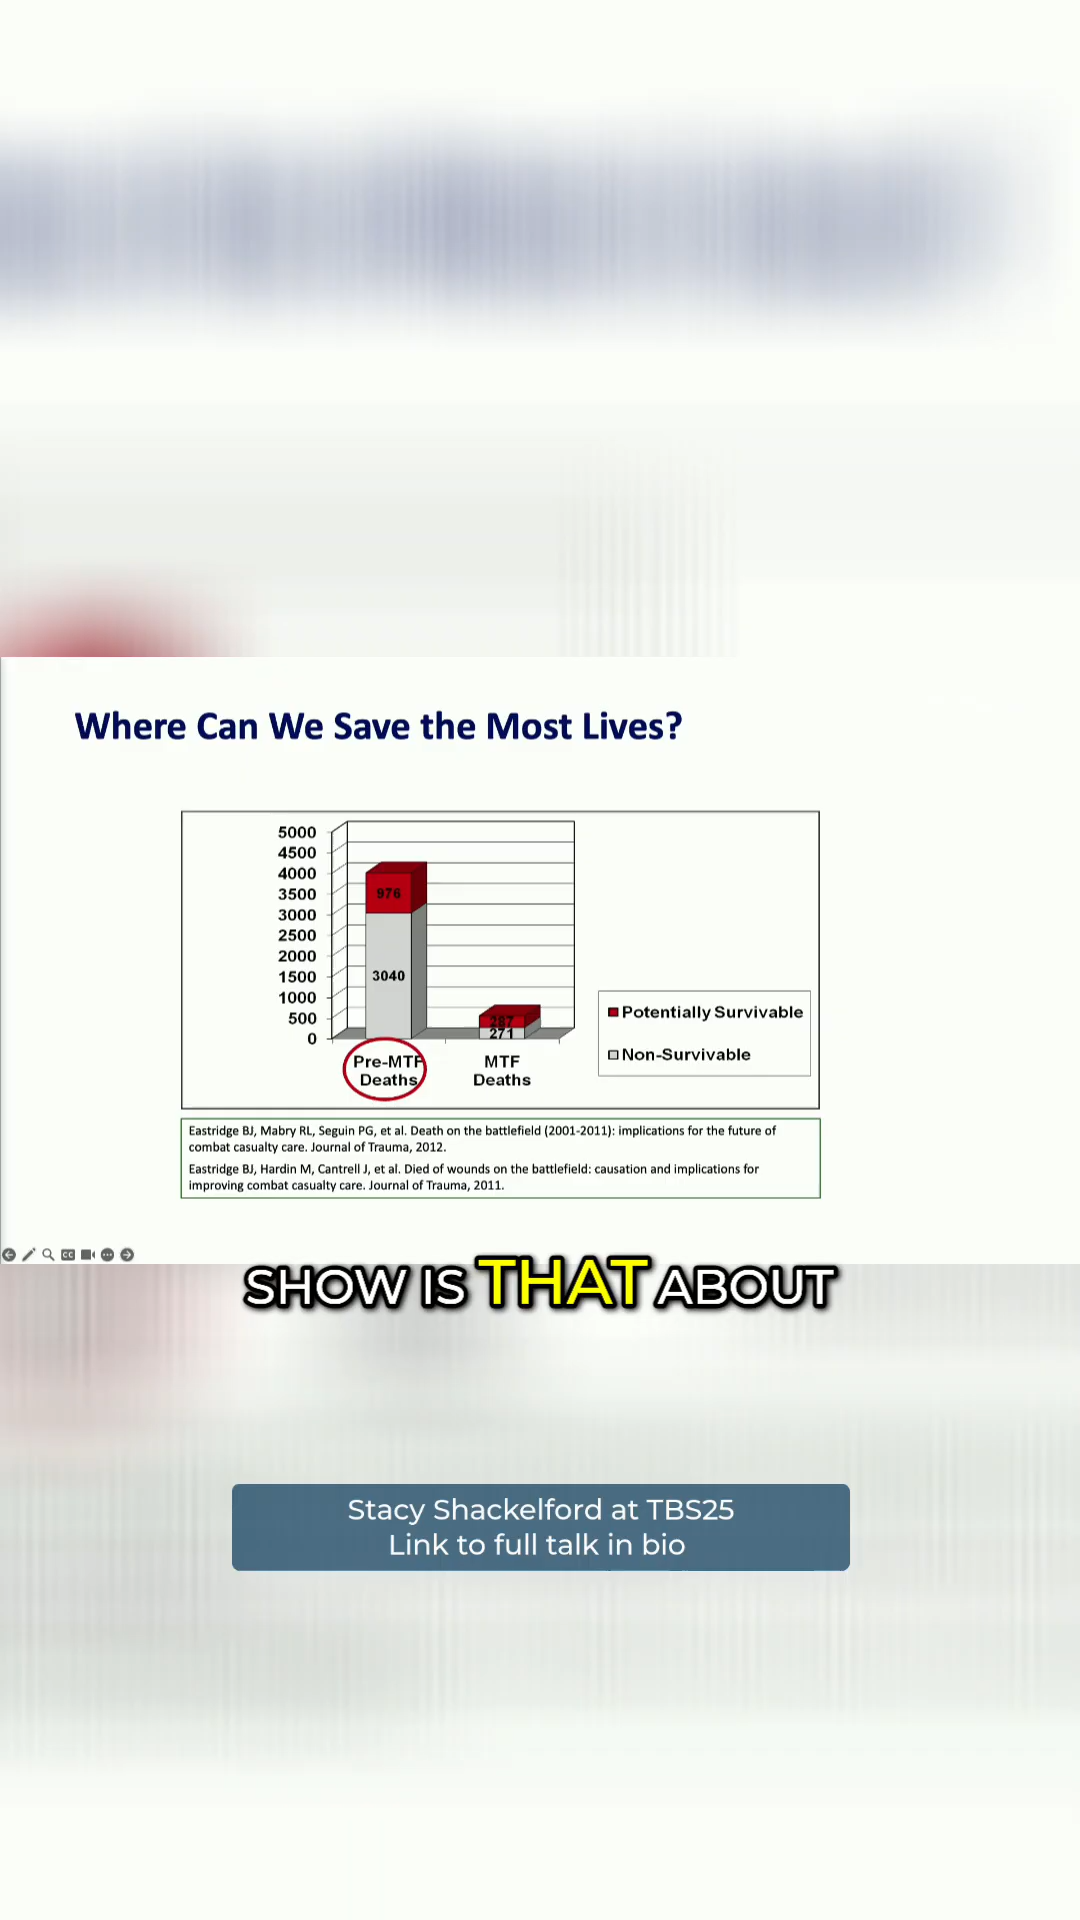 Where Can We Save the Most Lives?
5000
4500
4000
3500
3000
2500
2000
1500
1000
500
0
976
3040
287
271
Pre-MTF
Deaths
MTF
Deaths
Potentially Survivable
Non-Survivable
Eastridge BJ, Mabry RL, Seguin PG, et al. Death on the battlefield (2001-2011): implications for the future of
combat casualty care. Journal of Trauma, 2012.
Eastridge BJ, Hardin M, Cantrell J, et al. Died of wounds on the battlefield: causation and implications for
improving combat casualty care. Journal of Trauma, 2011.
CC
SHOW IS THAT ABOUT
Stacy Shackelford at TBS25
Link to full talk in bio